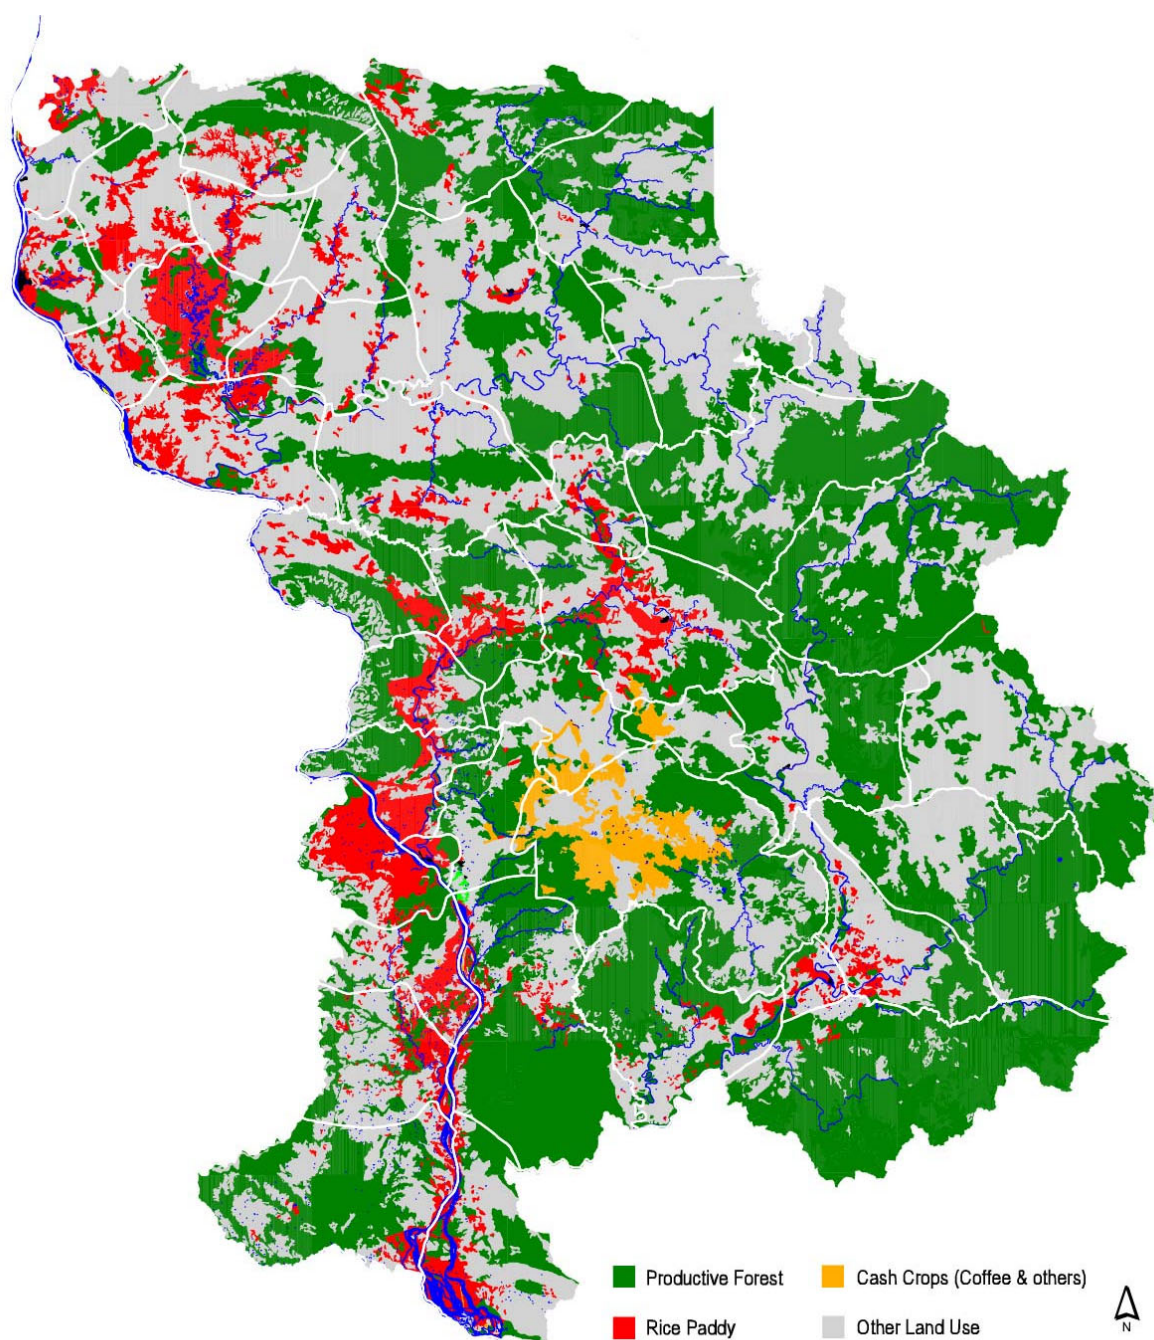 Productive Forest
Cash Crops (Coffee & others)
Rice Paddy
Other Land Use
N